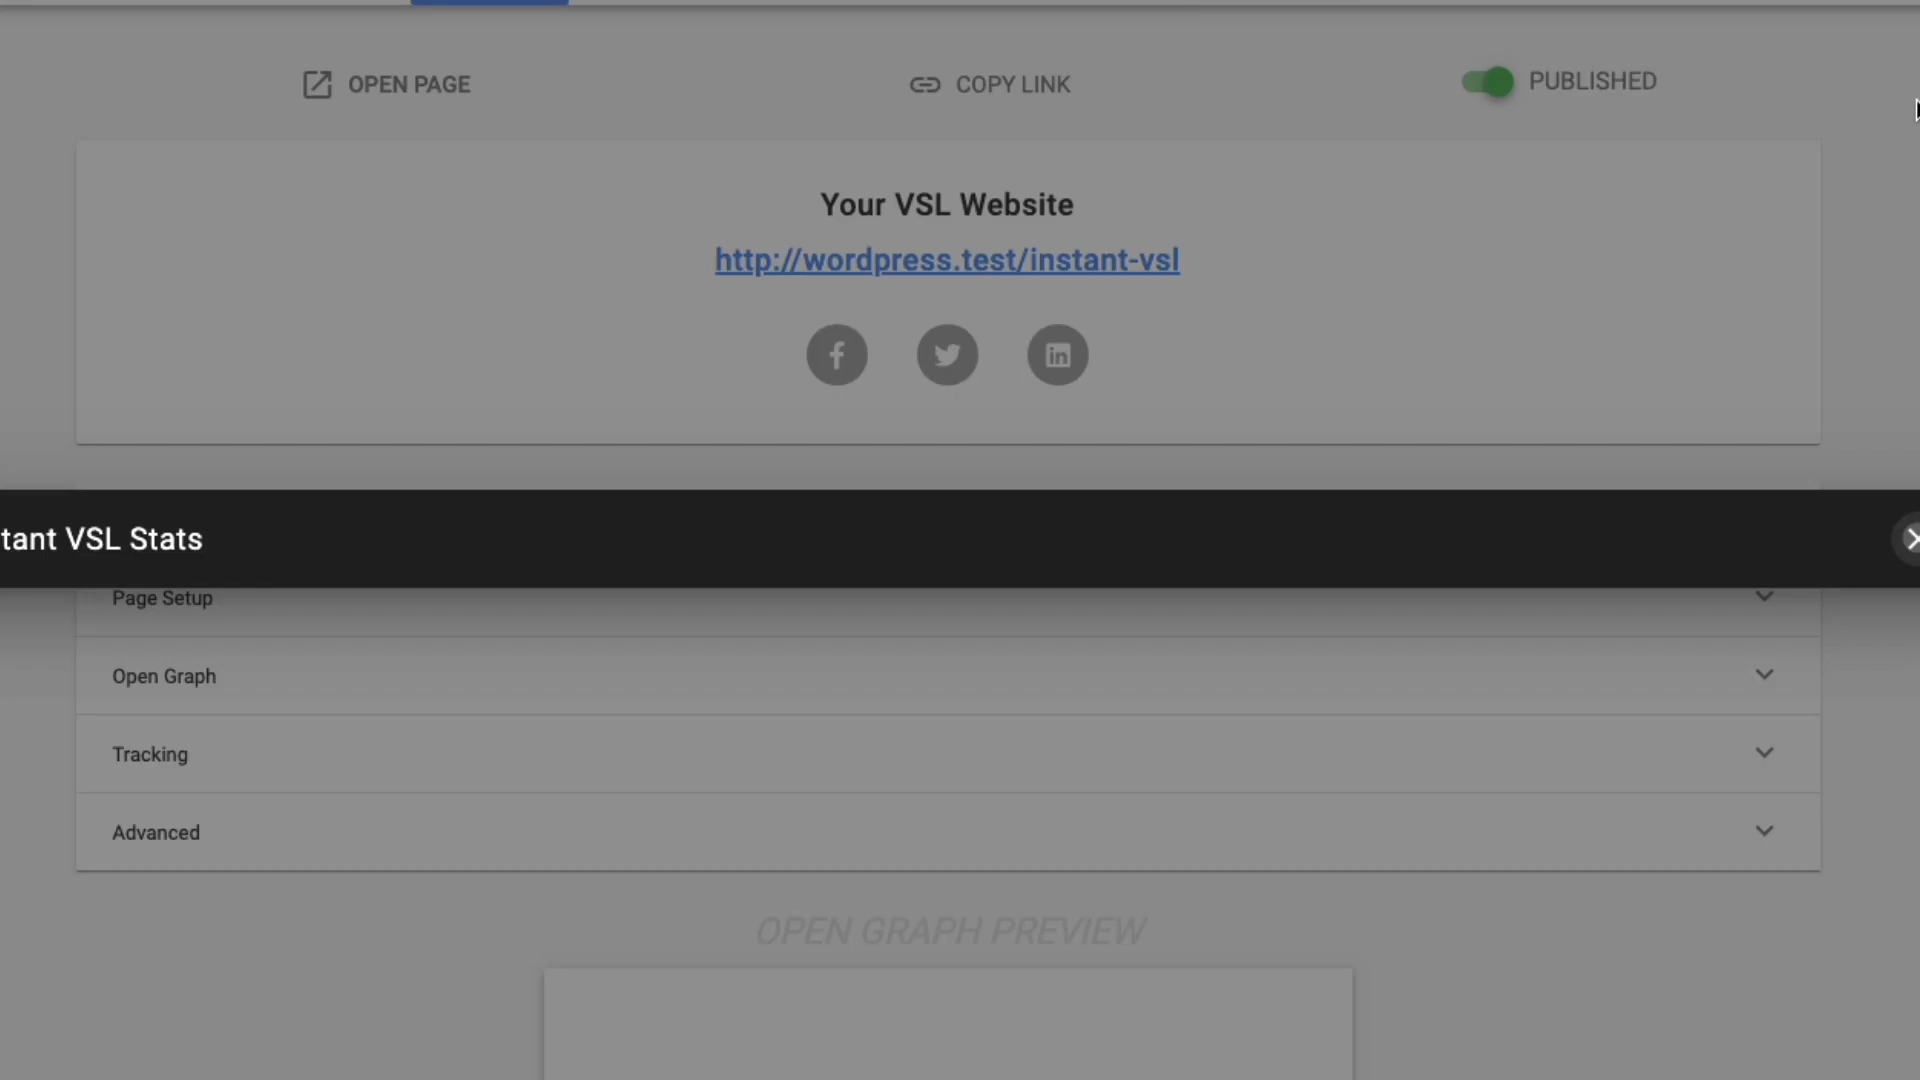 OPEN PAGE
COPY LINK
PUBLISHED
Your VSL Website
http://wordpress.test/instant-vsl
tant VSL Stats
Page Setup
Open Graph
Tracking
Advanced
OPEN GRAPH PREVIEW